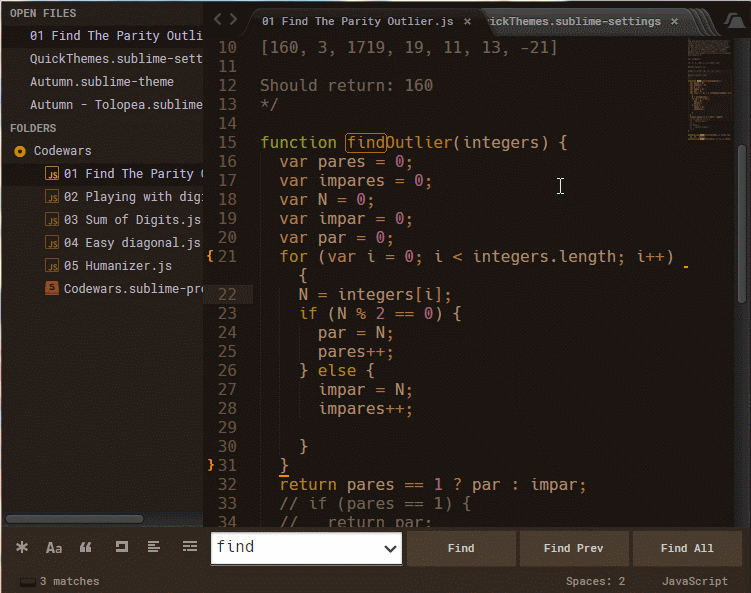 OPEN FILES
01 Find The Parity Outli
QuickThemes.sublime-sett
Autumn.sublime-theme
Autumn - Tolopea.sublime
FOLDERS
Codewars
01 Find The Parity O
02 Playing with digi
03 Sum of Digits.js
04 Easy diagonal.js
05 Humanizer.js
Codewars.sublime-pro
01 Find The Parity Outlier.js ×
uickThemes.sublime-settings ×
10 [160, 3, 1719, 19, 11, 13, -21]
11
12 Should return: 160
13 */
14
15 function findOutlier(integers) {
16 var pares = 0;
17 var impares = 0;
18 var N = 0;
19 var impar = 0;
20 var par = 0;
{ 21 for (var i = 0; i < integers.length; i++)
{
22 N = integers[i];
23 if (N % 2 == 0) {
24 par = N;
25 pares++;
26 } else {
27 impar = N;
28 impares++;
29
30 }
} 31 }
32 return pares == 1 ? par : impar;
33 // if (pares == 1) {
34 // return par;
Aa
find
Find
Find Prev
Find All
3 matches
Spaces: 2
JavaScript